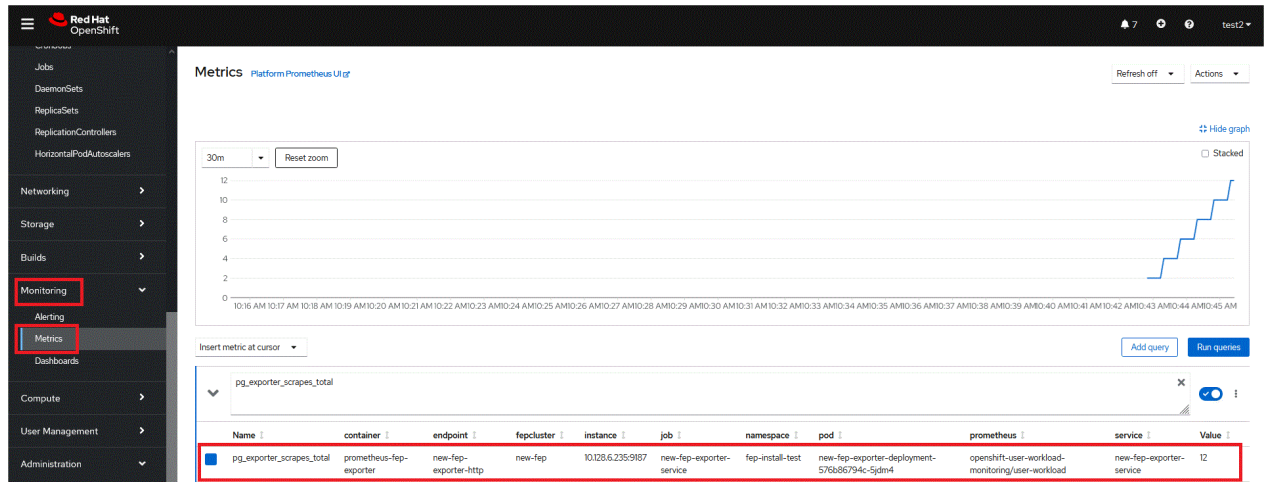 Red Hat
OpenShift
7
test2
CronJobs
Jobs
DaemonSets
ReplicaSets
ReplicationControllers
HorizontalPodAutoscalers
Networking
Storage
Builds
Monitoring
Alerting
Metrics
Dashboards
Compute
User Management
Administration
Metrics Platform Prometheus UI
Refresh off Actions
Hide graph
30m Reset zoom Stacked
12
10
8
6
4
2
0
10:16 AM 10:17 AM 10:18 AM 10:19 AM 10:20 AM 10:21 AM 10:22 AM 10:23 AM 10:24 AM 10:25 AM 10:26 AM 10:27 AM 10:28 AM 10:29 AM 10:30 AM 10:31 AM 10:32 AM 10:33 AM 10:34 AM 10:35 AM 10:36 AM 10:37 AM 10:38 AM 10:39 AM 10:40 AM 10:41 AM 10:42 AM 10:43 AM 10:44 AM 10:45 AM
Insert metric at cursor Add query Run queries
pg_exporter_scrapes_total
Name container endpoint fepcluster instance job namespace pod prometheus service Value
pg_exporter_scrapes_total prometheus-fep- new-fep- new-fep 10.128.6.235:9187 new-fep-exporter- fep-install-test new-fep-exporter-deployment- openshift-user-workload- new-fep-exporter- 12
exporter exporter-http service 576b86794c-5jdm4 monitoring/user-workload service